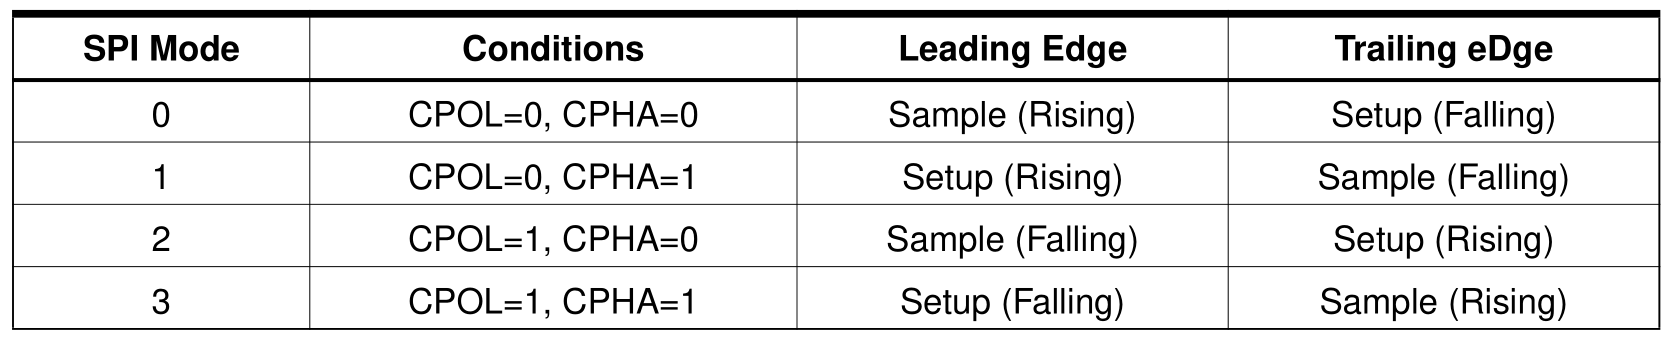 SPI Mode Conditions Leading Edge Trailing eDge
0 CPOL=0, CPHA=0 Sample (Rising) Setup (Falling)
1 CPOL=0, CPHA=1 Setup (Rising) Sample (Falling)
2 CPOL=1, CPHA=0 Sample (Falling) Setup (Rising)
3 CPOL=1, CPHA=1 Setup (Falling) Sample (Rising)